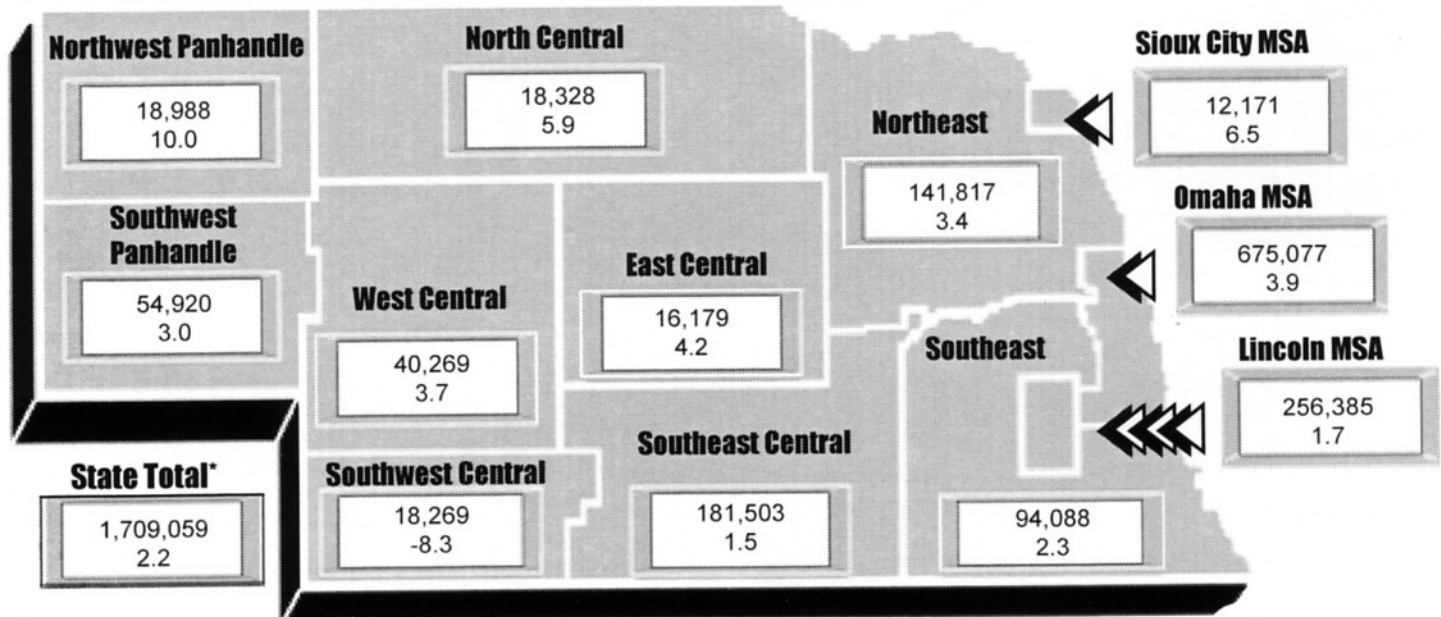 Northwest Panhandle
18,988
10.0
North Central
18,328
5.9
Sioux City MSA
12,171
6.5
Northeast
141,817
3.4
Southwest
Panhandle
54,920
3.0
West Central
40,269
3.7
East Central
16,179
4.2
Omaha MSA
675,077
3.9
Southeast
94,088
2.3
Lincoln MSA
256,385
1.7
State Total*
1,709,059
2.2
Southwest Central
18,269
-8.3
Southeast Central
181,503
1.5